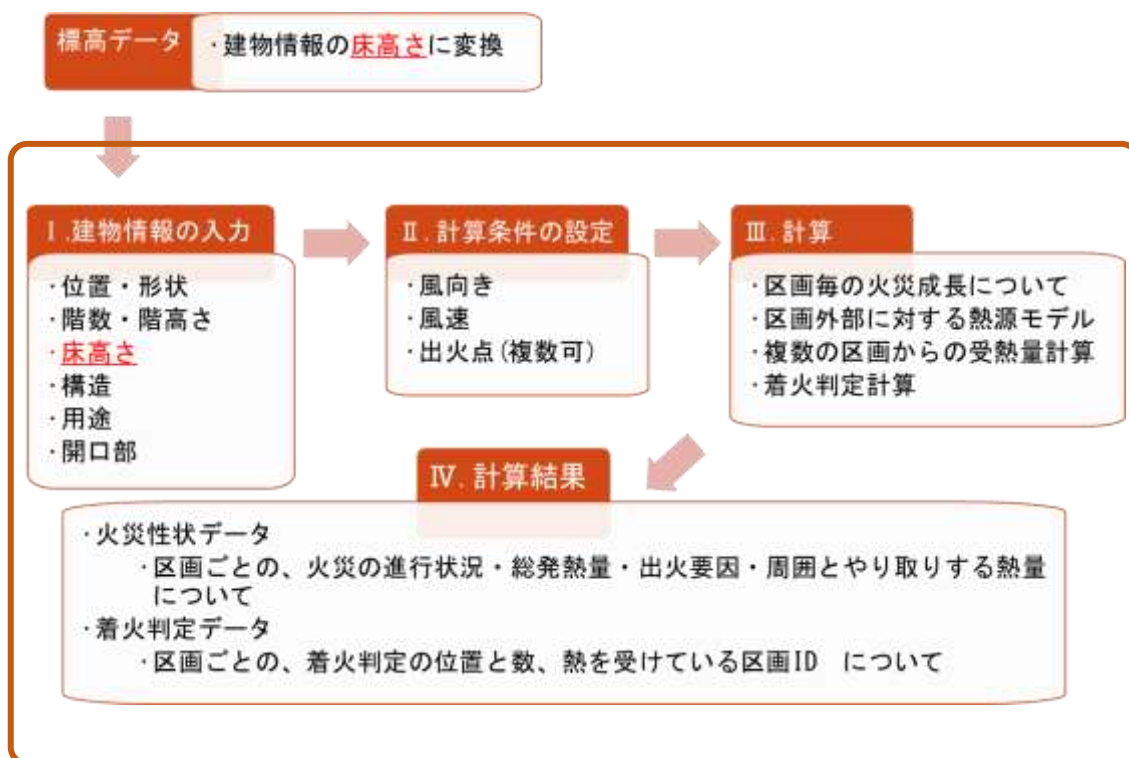 標高データ
・建物情報の床高さに変換
Ⅰ.建物情報の入力
・位置・形状
・階数・階高さ
・床高さ
・構造
・用途
・開口部
Ⅱ.計算条件の設定
・風向き
・風速
・出火点(複数可)
Ⅲ.計算
・区画毎の火災成長について
・区画外部に対する熱源モデル
・複数の区画からの受熱量計算
・着火判定計算
Ⅳ.計算結果
・火災性状データ
・区画ごとの、火災の進行状況・総発熱量・出火要因・周囲とやり取りする熱量
について
・着火判定データ
・区画ごとの、着火判定の位置と数、熱を受けている区画ID　について